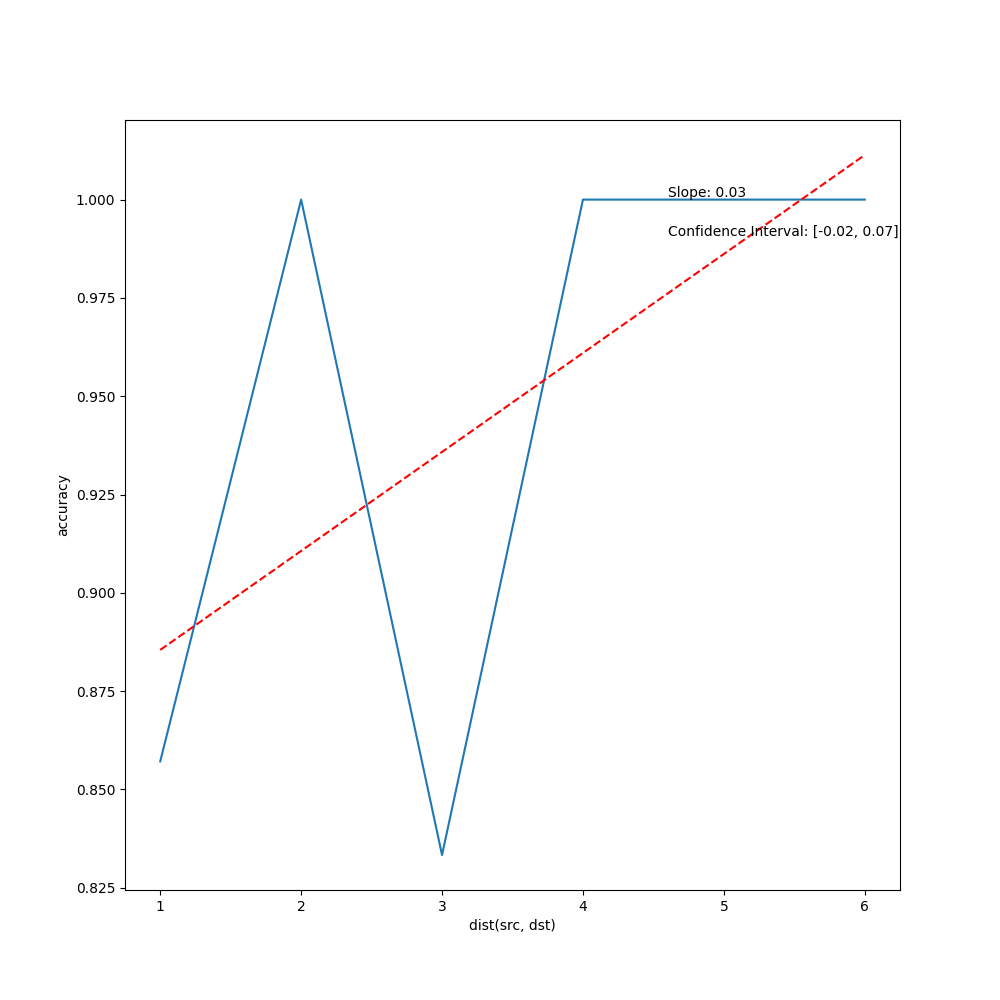 Slope: 0.03
Confidence Interval: [-0.02, 0.07]
1.000
0.975
0.950
0.925
0.900
0.875
0.850
0.825
accuracy
1 2 3 4 5 6
dist(src, dst)